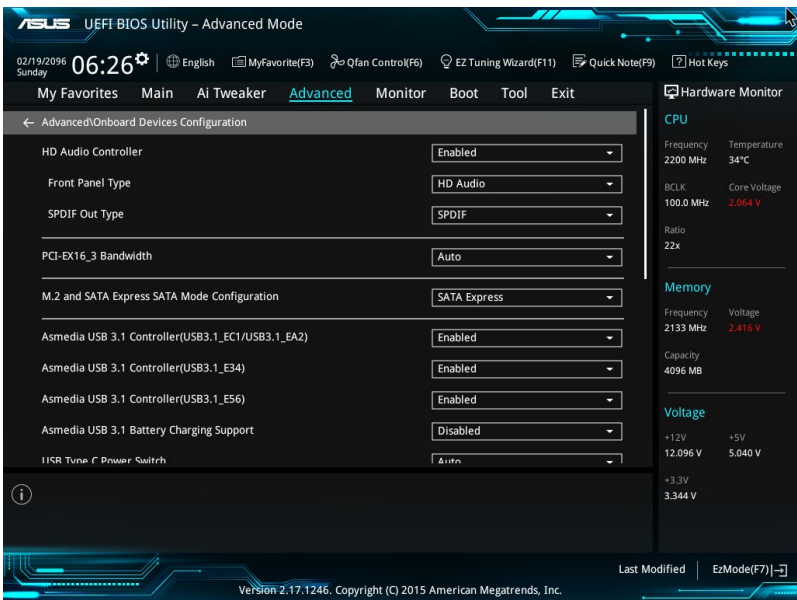 ASUS UEFI BIOS Utility – Advanced Mode
02/19/2096 Sunday 06:26 English MyFavorite(F3) Qfan Control(F6) EZ Tuning Wizard(F11) Quick Note(F9) ? Hot Keys
My Favorites Main Ai Tweaker Advanced Monitor Boot Tool Exit
← Advanced\Onboard Devices Configuration
HD Audio Controller Enabled
Front Panel Type HD Audio
SPDIF Out Type SPDIF
PCI-EX16_3 Bandwidth Auto
M.2 and SATA Express SATA Mode Configuration SATA Express
Asmedia USB 3.1 Controller(USB3.1_EC1/USB3.1_EA2) Enabled
Asmedia USB 3.1 Controller(USB3.1_E34) Enabled
Asmedia USB 3.1 Controller(USB3.1_E56) Enabled
Asmedia USB 3.1 Battery Charging Support Disabled
USB Type C Power Switch Auto
Hardware Monitor
CPU
Frequency Temperature
2200 MHz 34°C
BCLK Core Voltage
100.0 MHz 2.064 V
Ratio
22x
Memory
Frequency Voltage
2133 MHz 2.416 V
Capacity
4096 MB
Voltage
+12V +5V
12.096 V 5.040 V
+3.3V
3.344 V
Last Modified EzMode(F7)
Version 2.17.1246. Copyright (C) 2015 American Megatrends, Inc.